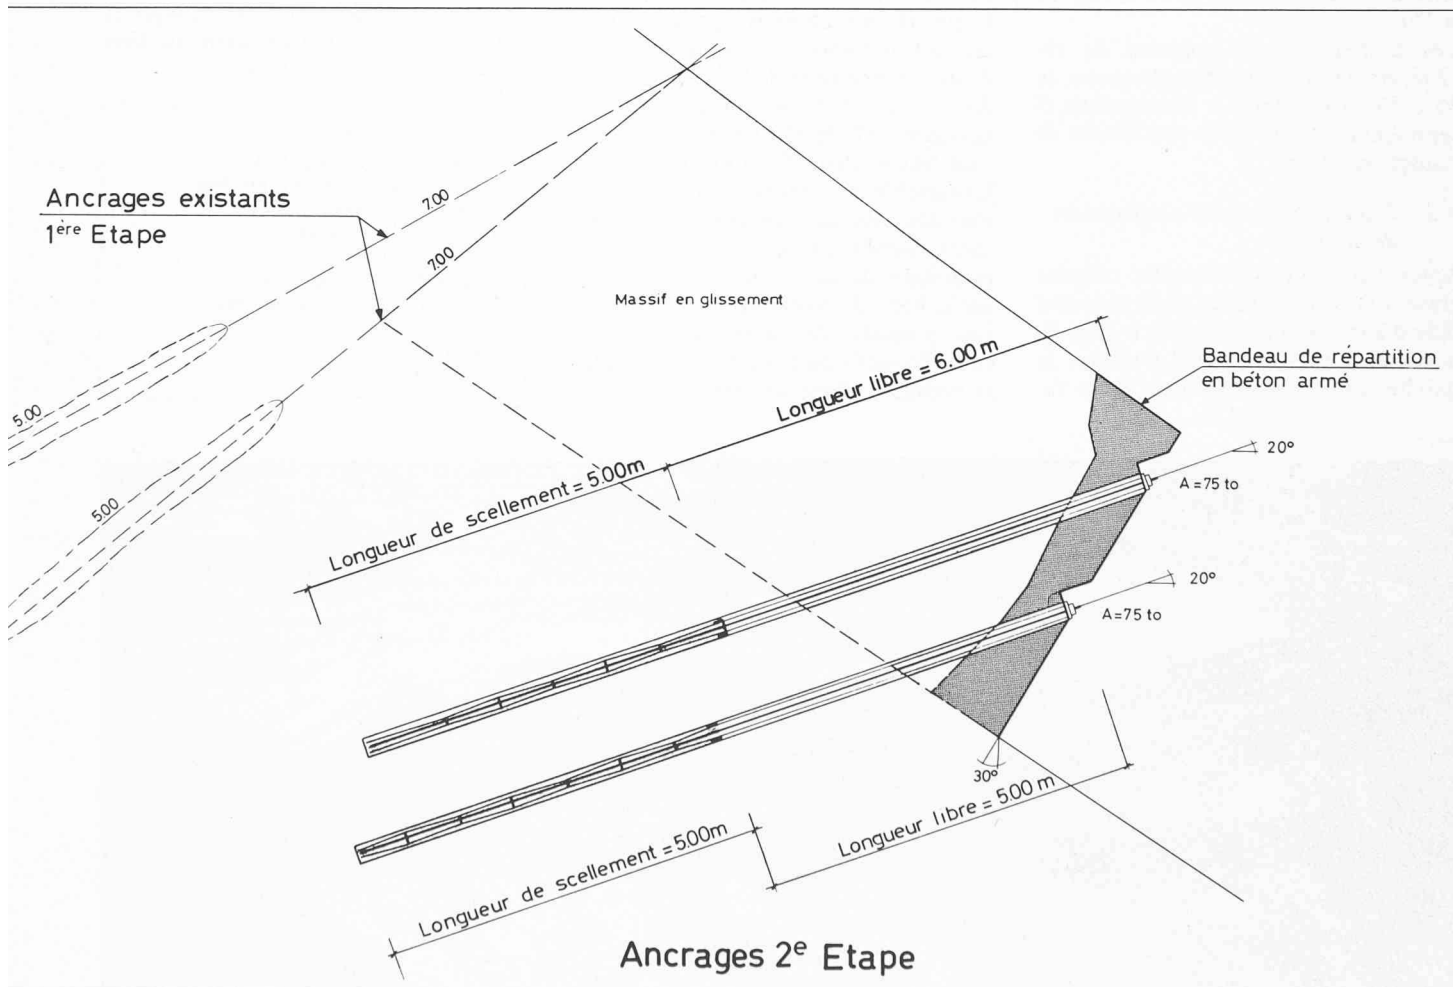 Ancrages existants
1ère Etape
7.00
7.00
5.00
5.00
Massif en glissement
Longueur libre = 6.00 m
Longueur de scellement = 5.00m
Bandeau de répartition
en béton armé
20°
A = 75 to
20°
A = 75 to
30°
Longueur libre = 5.00 m
Longueur de scellement = 5.00m
Ancrages 2e Etape